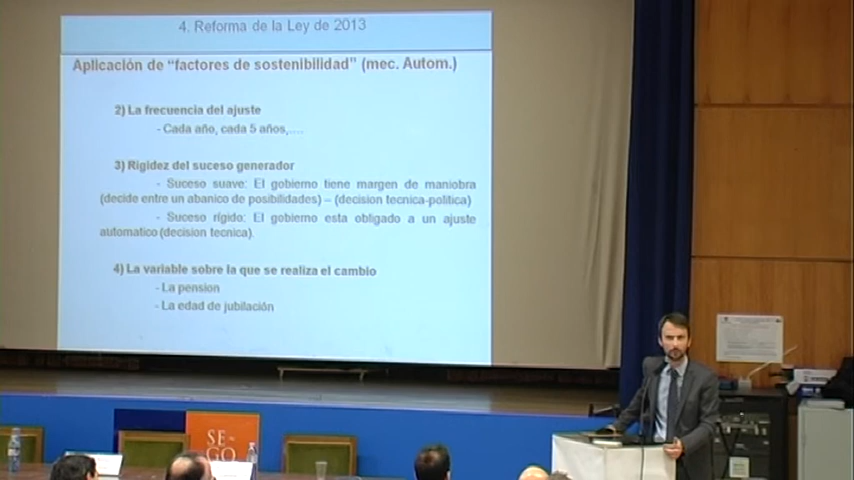 4. Reforma de la Ley de 2013
Aplicación de “factores de sostenibilidad” (mec. Autom.)
2) La frecuencia del ajuste
- Cada año, cada 5 años,....
3) Rigidez del suceso generador
- Suceso suave: El gobierno tiene margen de maniobra
(decide entre un abanico de posibilidades) – (decision tecnica-politica)
- Suceso rígido: El gobierno esta obligado a un ajuste
automatico (decision tecnica).
4) La variable sobre la que se realiza el cambio
- La pension
- La edad de jubilación
SE~
GO